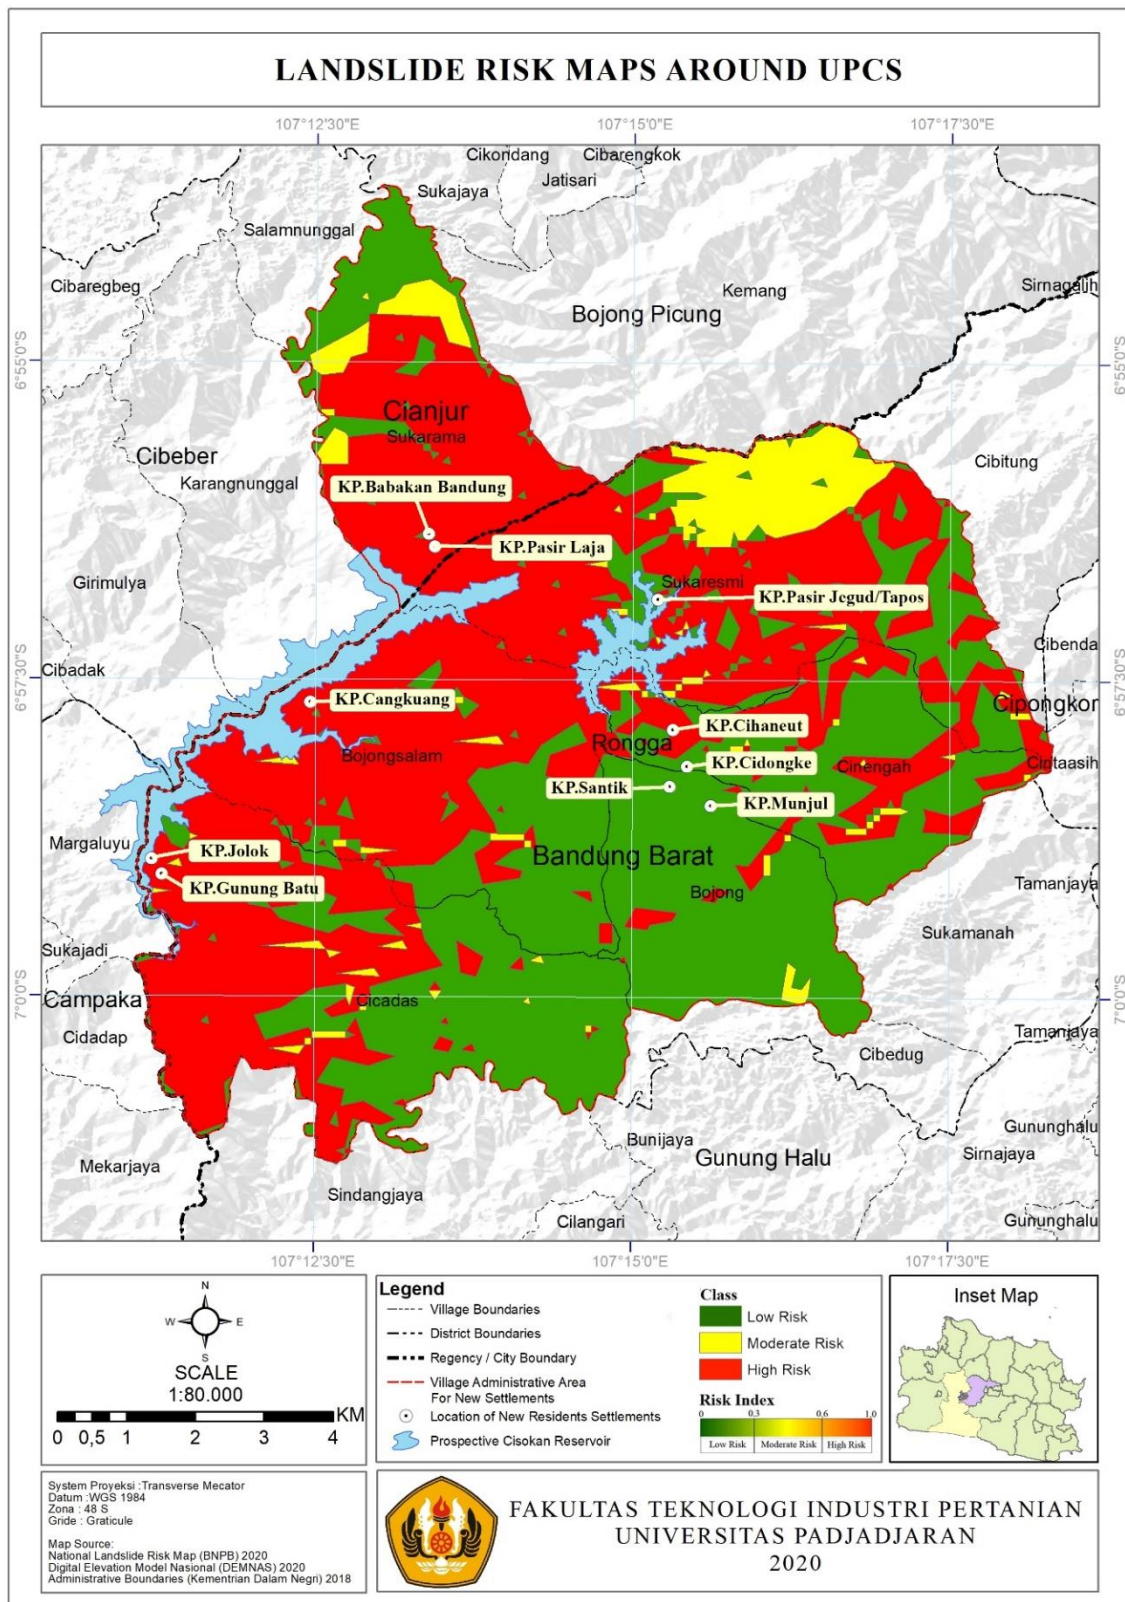 LANDSLIDE RISK MAPS AROUND UPCS
107°12'30"E
107°15'0"E
107°17'30"E
Cikondang
Cibarengkok
Sukajaya
Jatisari
Salamnunggal
Cibaregbeg
Kemang
Sirnagalih
Bojong Picung
6°55'0"S
6°55'0"S
Cianjur
Sukarama
Cibeber
Karangnunggal
Cibitung
KP.Babakan Bandung
KP.Pasir Laja
Girimulya
Sukaresmi
KP.Pasir Jegud/Tapos
Cibenda
Cibadak
6°57'30"S
6°57'30"S
KP.Cangkuang
Cipongkor
KP.Cihaneut
Rongga
Bojongsalam
KP.Cidongke
Cinengah
Cintaasih
KP.Santik
KP.Munjul
Margaluyu
KP.Jolok
Bandung Barat
KP.Gunung Batu
Bojong
Tamanjaya
Sukamanah
Sukajadi
7°0'0"S
7°0'0"S
Campaka
Cicadas
Cidadap
Tamanjaya
Cibedug
Gununghalu
Bunijaya
Gunung Halu
Sirnajaya
Mekarjaya
Sindangjaya
Cilangari
Gununghalu
107°12'30"E
107°15'0"E
107°17'30"E
N
W
E
S
SCALE
1:80.000
KM
0 0,5 1 2 3 4
Legend
Village Boundaries
District Boundaries
Regency / City Boundary
Village Administrative Area
For New Settlements
Location of New Residents Settlements
Prospective Cisokan Reservoir
Class
Low Risk
Moderate Risk
High Risk
Risk Index
0 0.3 0.6 1.0
Low Risk Moderate Risk High Risk
Inset Map
System Proyeksi :Transverse Mecator
Datum :WGS 1984
Zona : 48 S
Gride : Graticule
Map Source:
National Landslide Risk Map (BNPB) 2020
Digital Elevation Model Nasional (DEMNAS) 2020
Administrative Boundaries (Kementrian Dalam Negri) 2018
FAKULTAS TEKNOLOGI INDUSTRI PERTANIAN
UNIVERSITAS PADJADJARAN
2020